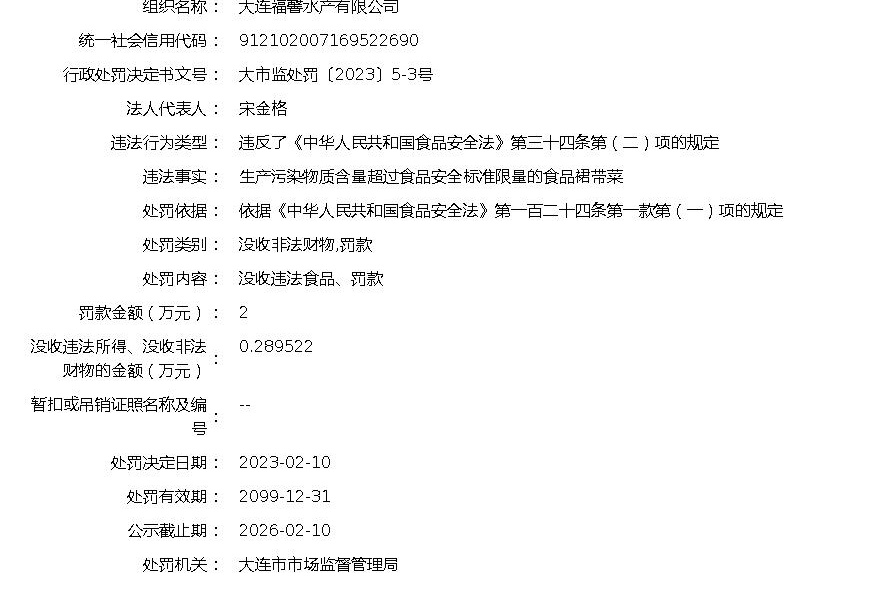 组织名称： 大连福馨水产有限公司
统一社会信用代码： 912102007169522690
行政处罚决定书文号： 大市监处罚〔2023〕5-3号
法人代表人： 宋金格
违法行为类型： 违反了《中华人民共和国食品安全法》第三十四条第（二）项的规定
违法事实： 生产污染物质含量超过食品安全标准限量的食品裙带菜
处罚依据： 依据《中华人民共和国食品安全法》第一百二十四条第一款第（一）项的规定
处罚类别： 没收非法财物,罚款
处罚内容： 没收违法食品、罚款
罚款金额（万元）： 2
没收违法所得、没收非法
财物的金额（万元）： 0.289522
暂扣或吊销证照名称及编
号： --
处罚决定日期： 2023-02-10
处罚有效期： 2099-12-31
公示截止期： 2026-02-10
处罚机关： 大连市市场监督管理局